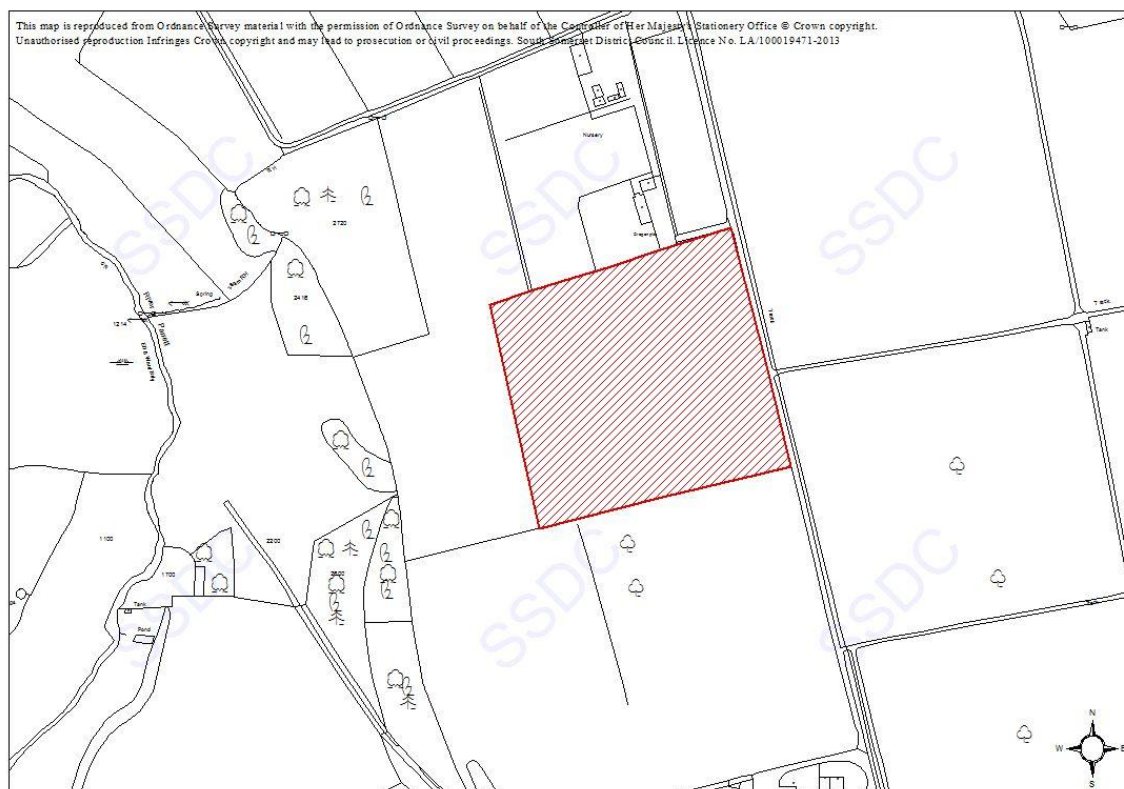 This map is reproduced from Ordnance Survey material with the permission of Ordnance Survey on behalf of the Controller of Her Majesty's Stationery Office © Crown copyright.
Unauthorised reproduction Infringes Crown copyright and may lead to prosecution or civil proceedings. South Somerset District Council. Licence No. LA/100019471-2013
SSDC
SSDC
SSDC
Nursery
2720
2418
Spring
1214
Track
Track
Tank
1100
2200
1700
Tank
Pond
SSDC
SSDC
SSDC
N
W
E
S